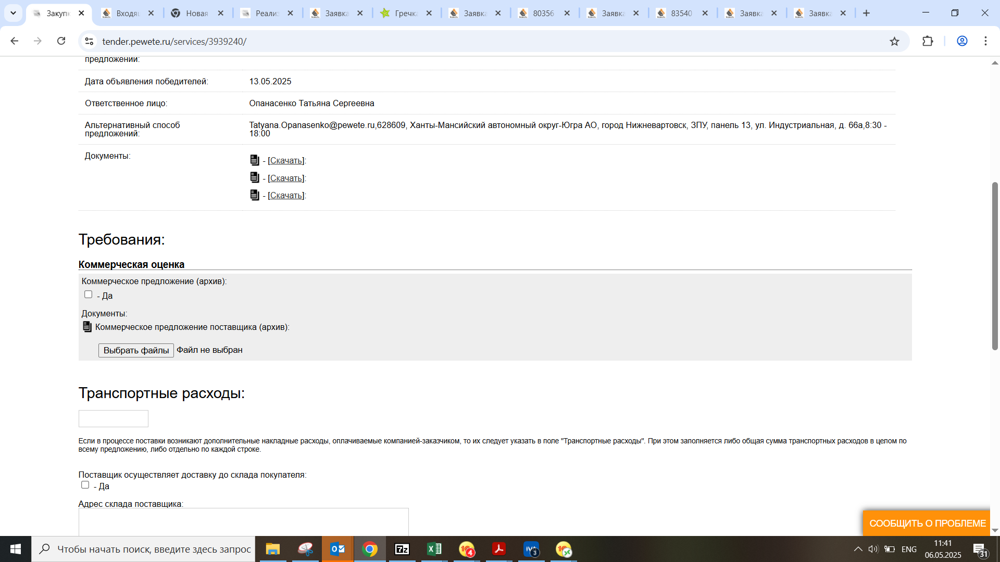 Закупк
Входящ
Новая
Реализ
Заявка
Гречка
Заявка
80356
Заявка
83540
Заявка
Заявка
tender.pewete.ru/services/3939240/
предложений:
Дата объявления победителей: 13.05.2025
Ответственное лицо: Опанасенко Татьяна Сергеевна
Альтернативный способ предложений:
Tatyana.Opanasenko@pewete.ru,628609, Ханты-Мансийский автономный округ-Югра АО, город Нижневартовск, ЗПУ, панель 13, ул. Индустриальная, д. 66а,8:30 -
18:00
Документы:
- [Скачать]:
- [Скачать]:
- [Скачать]:
Требования:
Коммерческая оценка
Коммерческое предложение (архив):
- Да
Документы:
Коммерческое предложение поставщика (архив):
Выбрать файлы Файл не выбран
Транспортные расходы:
Если в процессе поставки возникают дополнительные накладные расходы, оплачиваемые компанией-заказчиком, то их следует указать в поле "Транспортные расходы". При этом заполняется либо общая сумма транспортных расходов в целом по
всему предложению, либо отдельно по каждой строке.
Поставщик осуществляет доставку до склада покупателя:
- Да
Адрес склада поставщика:
СООБЩИТЬ О ПРОБЛЕМЕ
Чтобы начать поиск, введите здесь запрос
7z
4
3
ENG
11:41
06.05.2025
31